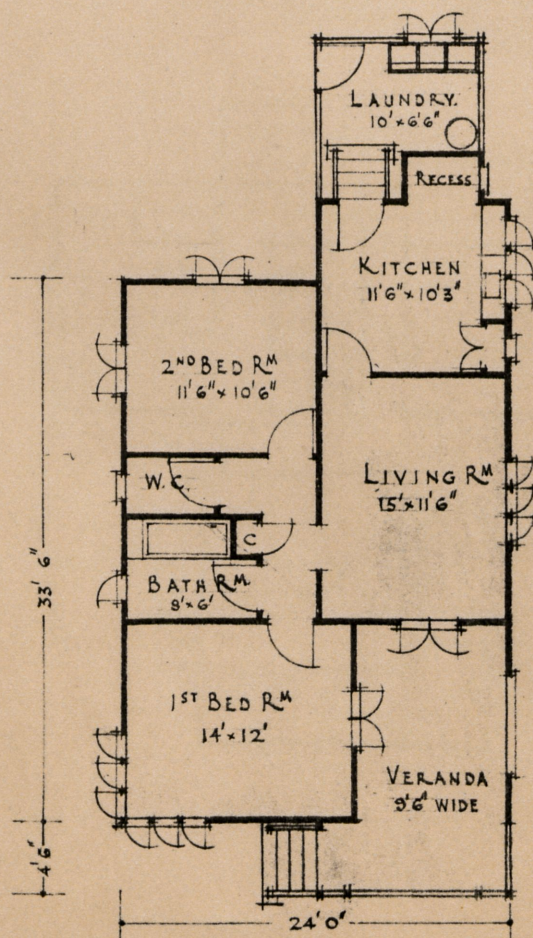 LAUNDRY.
10' × 6'6"
RECESS
KITCHEN
11'6" × 10'3"
2ND BED RM
11'6" × 10'6"
W.C.
LIVING RM
15' × 11'6"
C
BATH RM.
8' × 6'
33' 6"
1ST BED RM
14' × 12'
VERANDA
9'6" WIDE
4'6"
24'0"